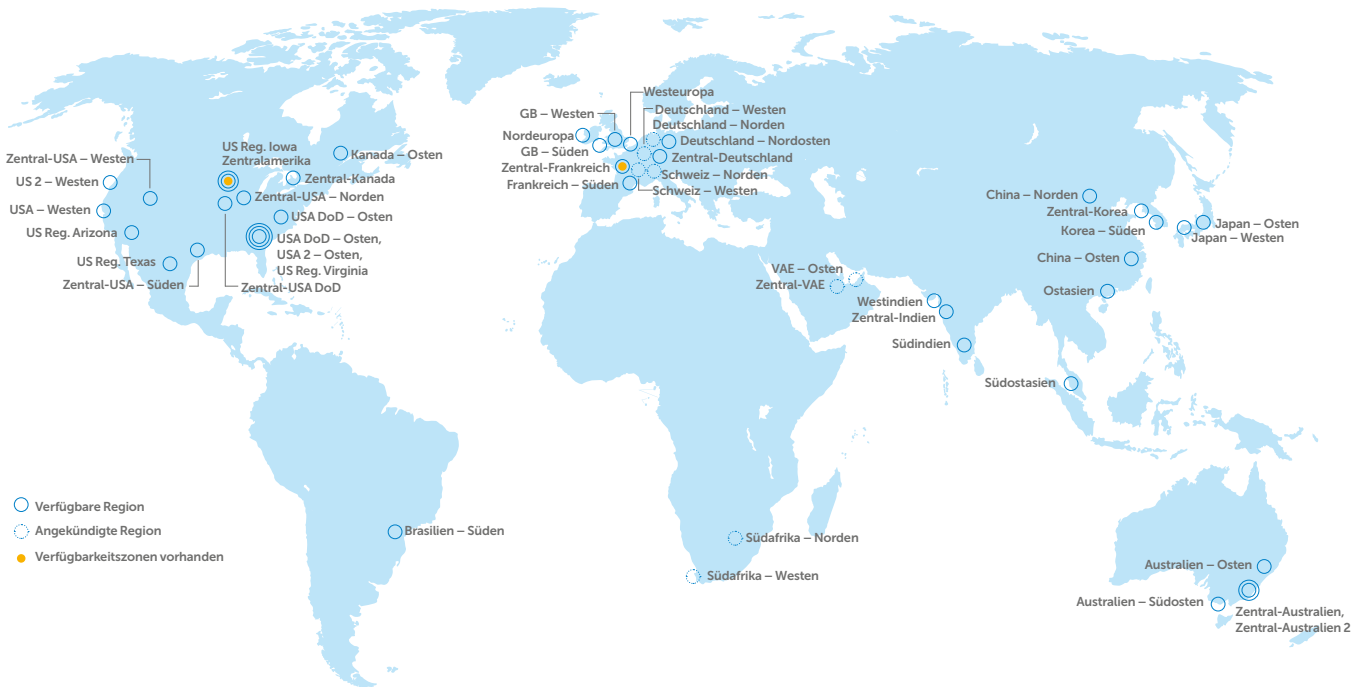 Zentral-USA – Westen
US 2 – Westen
USA – Westen
US Reg. Arizona
US Reg. Texas
Zentral-USA – Süden
US Reg. Iowa
Zentralamerika
Kanada – Osten
Zentral-Kanada
Zentral-USA – Norden
USA DoD – Osten
USA DoD – Osten,
USA 2 – Osten,
US Reg. Virginia
Zentral-USA DoD
Westeuropa
GB – Westen
Deutschland – Westen
Deutschland – Norden
Nordeuropa
Deutschland – Nordosten
GB – Süden
Zentral-Deutschland
Zentral-Frankreich
Schweiz – Norden
Frankreich – Süden
Schweiz – Westen
China – Norden
Zentral-Korea
Korea – Süden
Japan – Osten
Japan – Westen
China – Osten
VAE – Osten
Zentral-VAE
Ostasien
Westindien
Zentral-Indien
Südindien
Südostasien
Verfügbare Region
Angekündigte Region
Verfügbarkeitszonen vorhanden
Brasilien – Süden
Südafrika – Norden
Südafrika – Westen
Australien – Osten
Australien – Südosten
Zentral-Australien,
Zentral-Australien 2